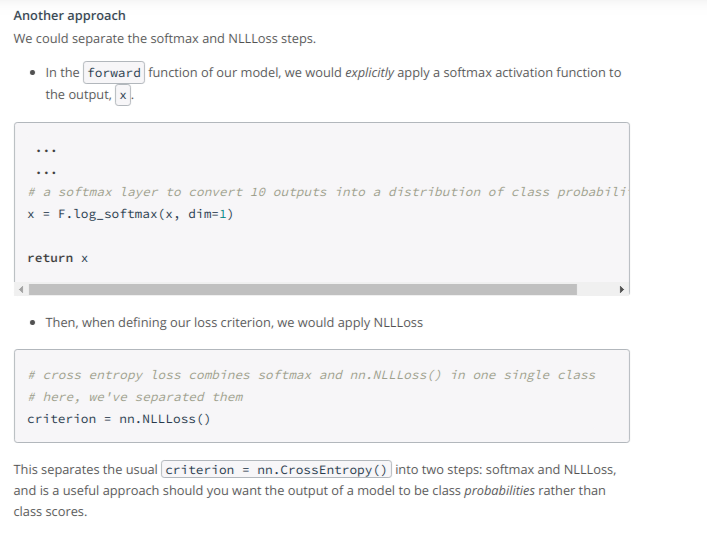 Another approach
We could separate the softmax and NLLLoss steps.
• In the forward function of our model, we would explicitly apply a softmax activation function to
the output, x.
...
...
# a softmax layer to convert 10 outputs into a distribution of class probabili
x = F.log_softmax(x, dim=1)
return x
• Then, when defining our loss criterion, we would apply NLLLoss
# cross entropy loss combines softmax and nn.NLLLoss() in one single class
# here, we've separated them
criterion = nn.NLLLoss()
This separates the usual criterion = nn.CrossEntropy() into two steps: softmax and NLLLoss,
and is a useful approach should you want the output of a model to be class probabilities rather than
class scores.